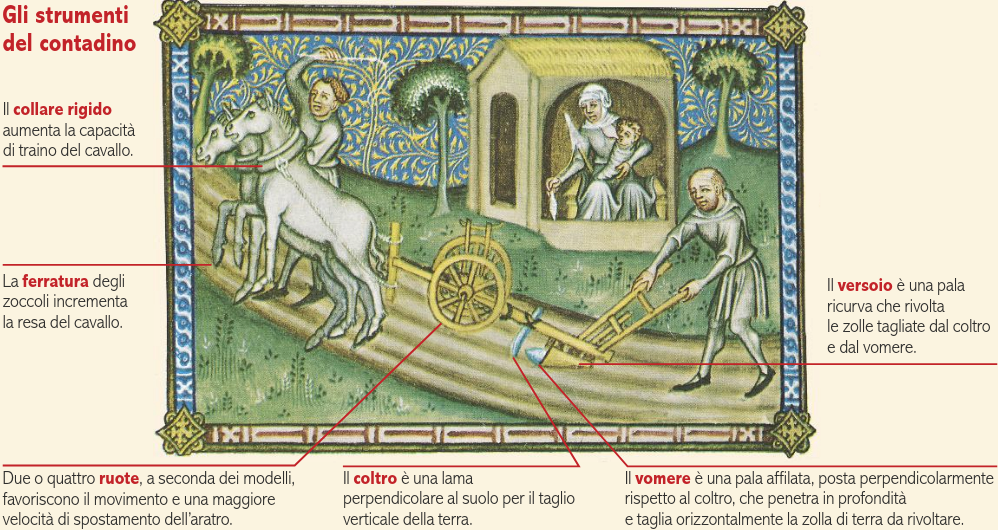 Gli strumenti
del contadino
Il collare rigido
aumenta la capacità
di traino del cavallo.
La ferratura degli
zoccoli incrementa
la resa del cavallo.
Il versoio è una pala
ricurva che rivolta
le zolle tagliate dal coltro
e dal vomere.
Due o quattro ruote, a seconda dei modelli,
favoriscono il movimento e una maggiore
velocità di spostamento dell'aratro.
Il coltro è una lama
perpendicolare al suolo per il taglio
verticale della terra.
Il vomere è una pala affilata, posta perpendicolarmente
rispetto al coltro, che penetra in profondità
e taglia orizzontalmente la zolla di terra da rivoltare.